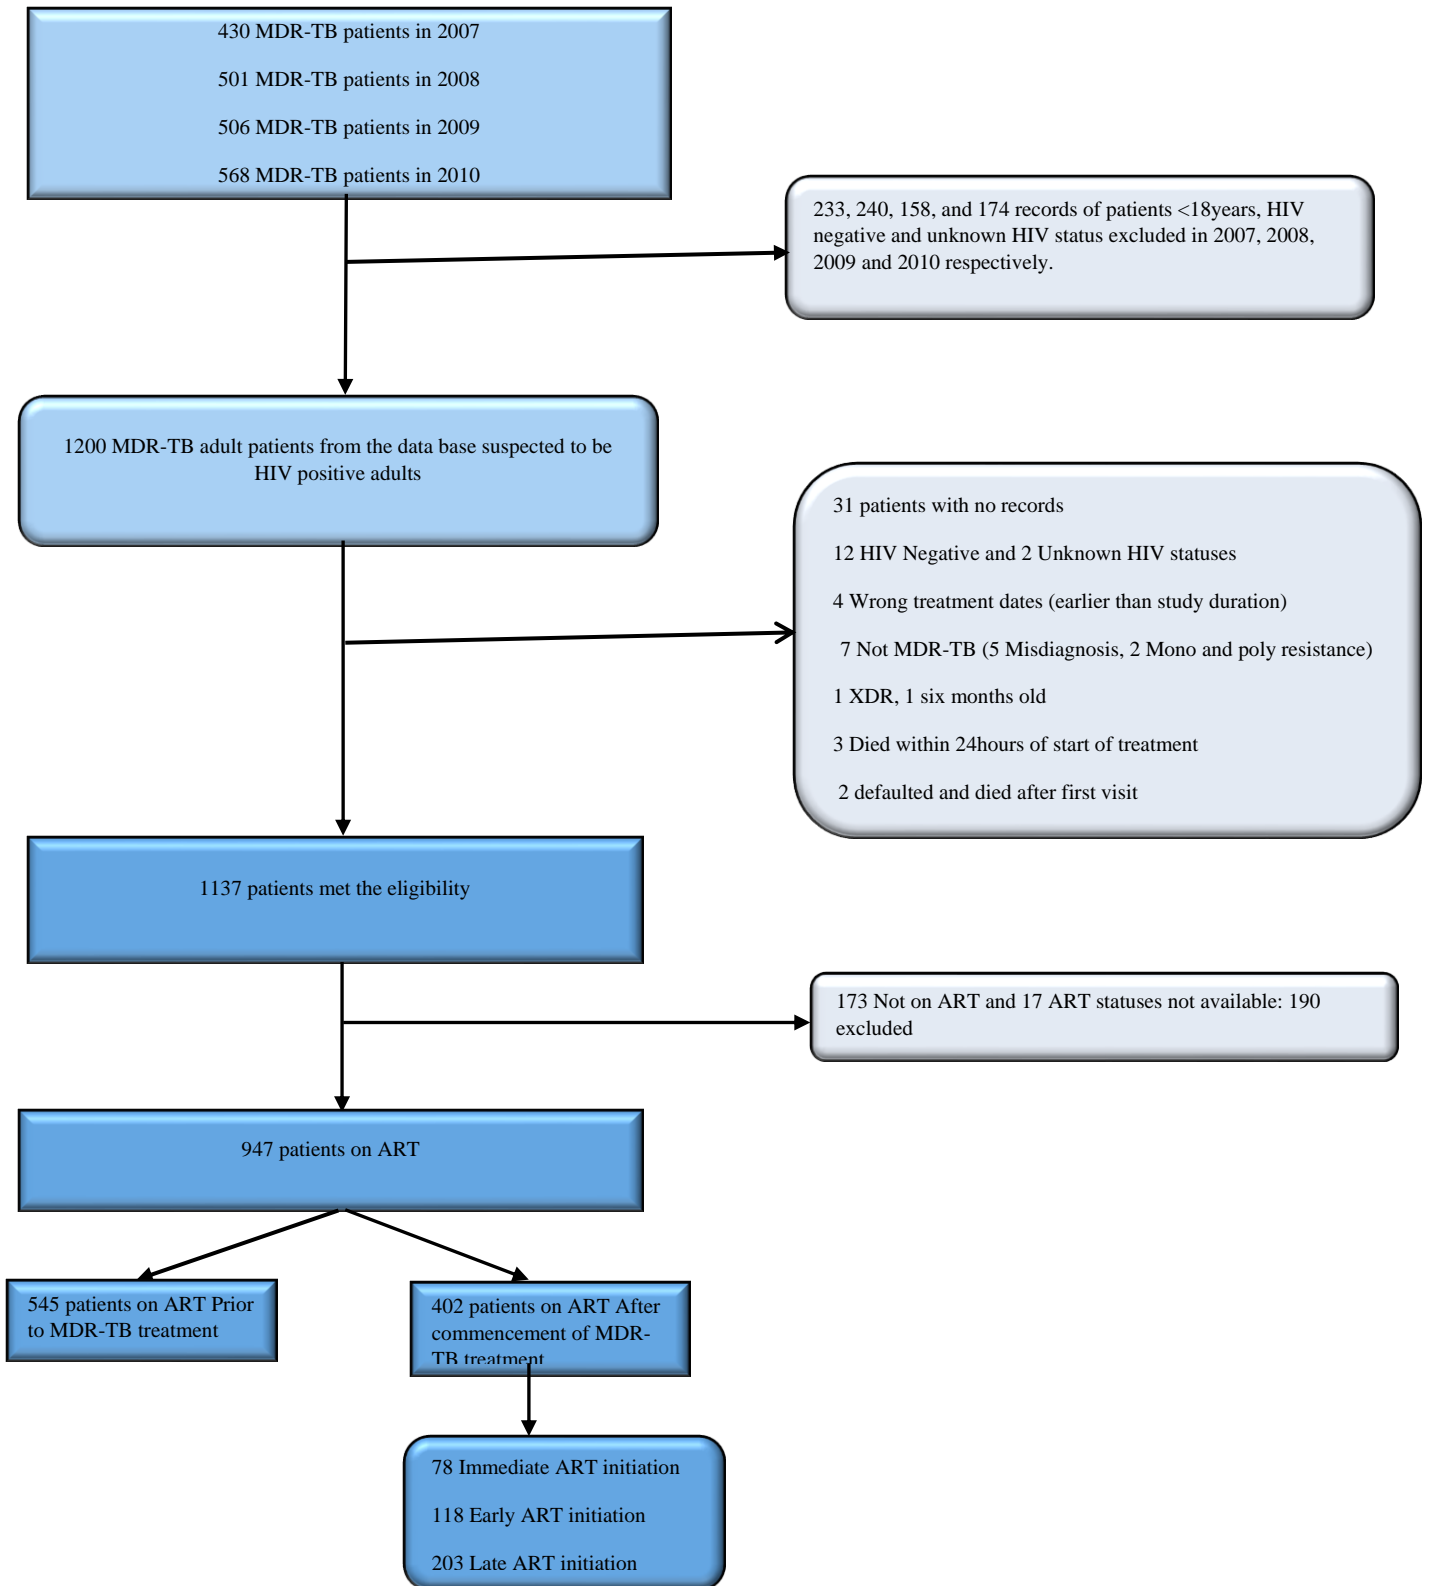 430 MDR-TB patients in 2007
501 MDR-TB patients in 2008
506 MDR-TB patients in 2009
568 MDR-TB patients in 2010
233, 240, 158, and 174 records of patients <18years, HIV
negative and unknown HIV status excluded in 2007, 2008,
2009 and 2010 respectively.
1200 MDR-TB adult patients from the data base suspected to be
HIV positive adults
31 patients with no records
12 HIV Negative and 2 Unknown HIV statuses
4 Wrong treatment dates (earlier than study duration)
7 Not MDR-TB (5 Misdiagnosis, 2 Mono and poly resistance)
1 XDR, 1 six months old
3 Died within 24hours of start of treatment
2 defaulted and died after first visit
1137 patients met the eligibility
173 Not on ART and 17 ART statuses not available: 190
excluded
947 patients on ART
545 patients on ART Prior
to MDR-TB treatment
402 patients on ART After
commencement of MDR-
TB treatment
78 Immediate ART initiation
118 Early ART initiation
203 Late ART initiation